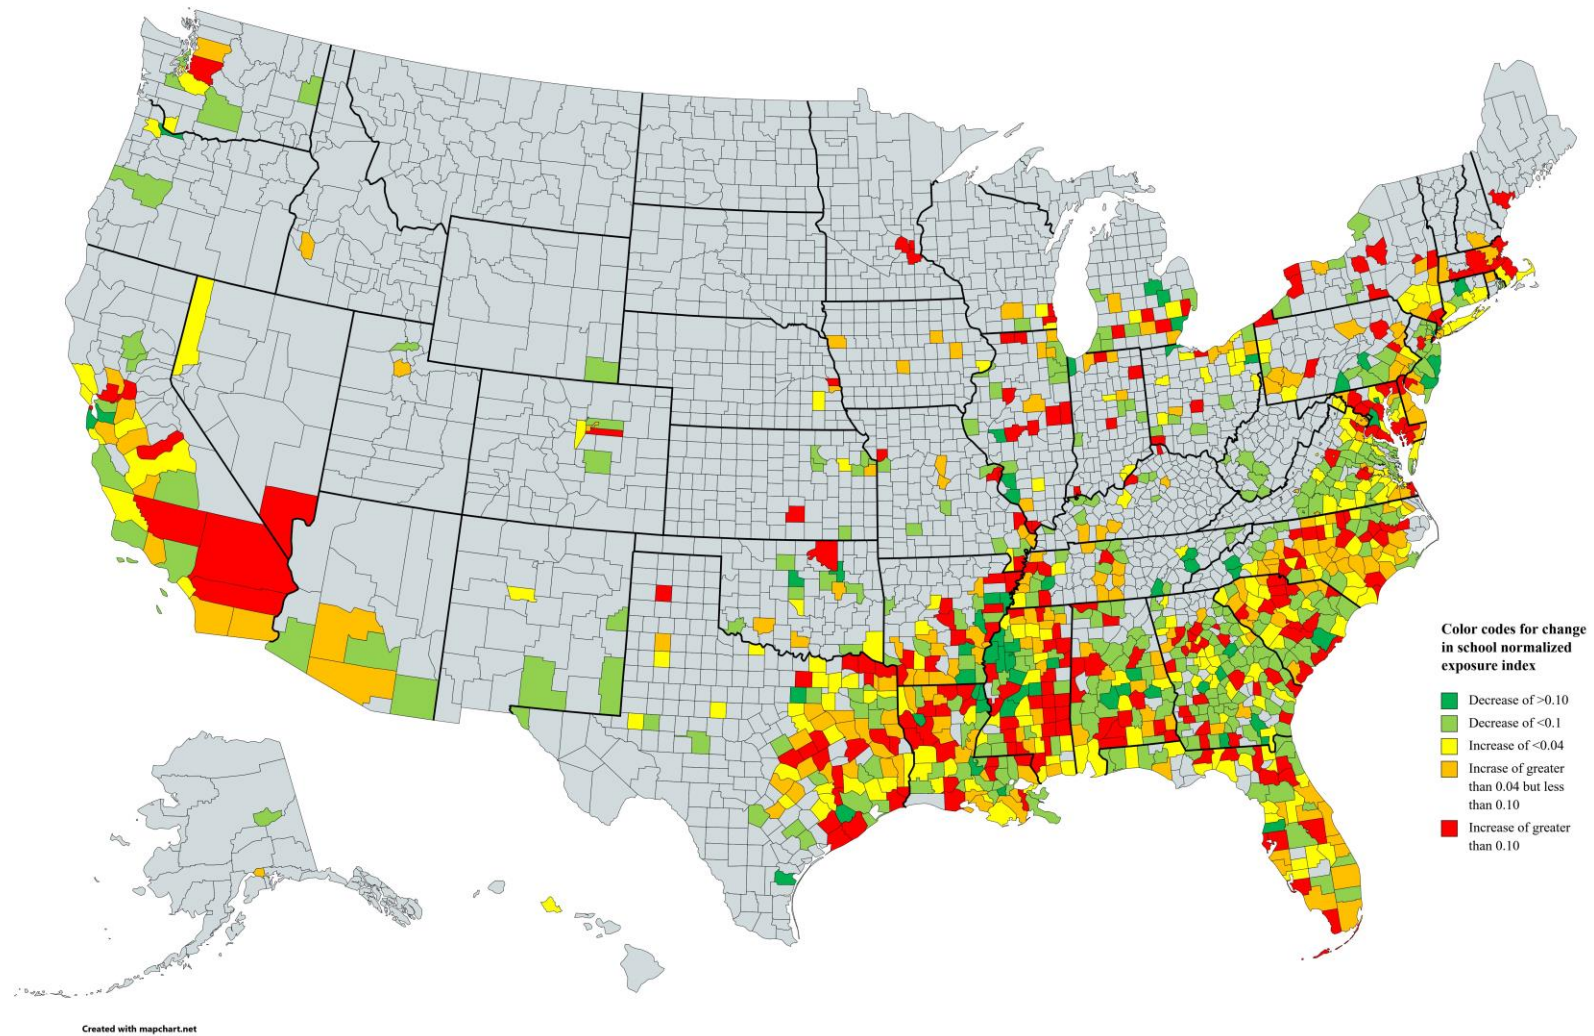 Color codes for change
in school normalized
exposure index
Decrease of >0.10
Decrease of <0.1
Increase of <0.04
Incrase of greater
than 0.04 but less
than 0.10
Increase of greater
than 0.10
Created with mapchart.net